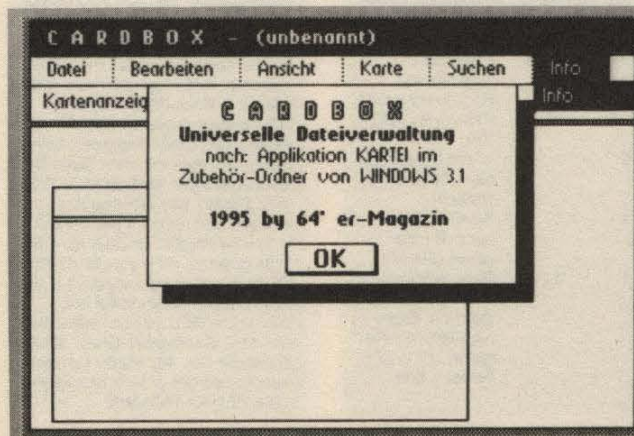 C A R D B O X - (unbenannt)
Datei Bearbeiten Ansicht Karte Suchen Info
Kartenanzeig Info
C A R D B O X
Universelle Dateiverwaltung
nach: Applikation KARTEI im
Zubehör-Ordner von WINDOWS 3.1
1995 by 64' er-Magazin
OK